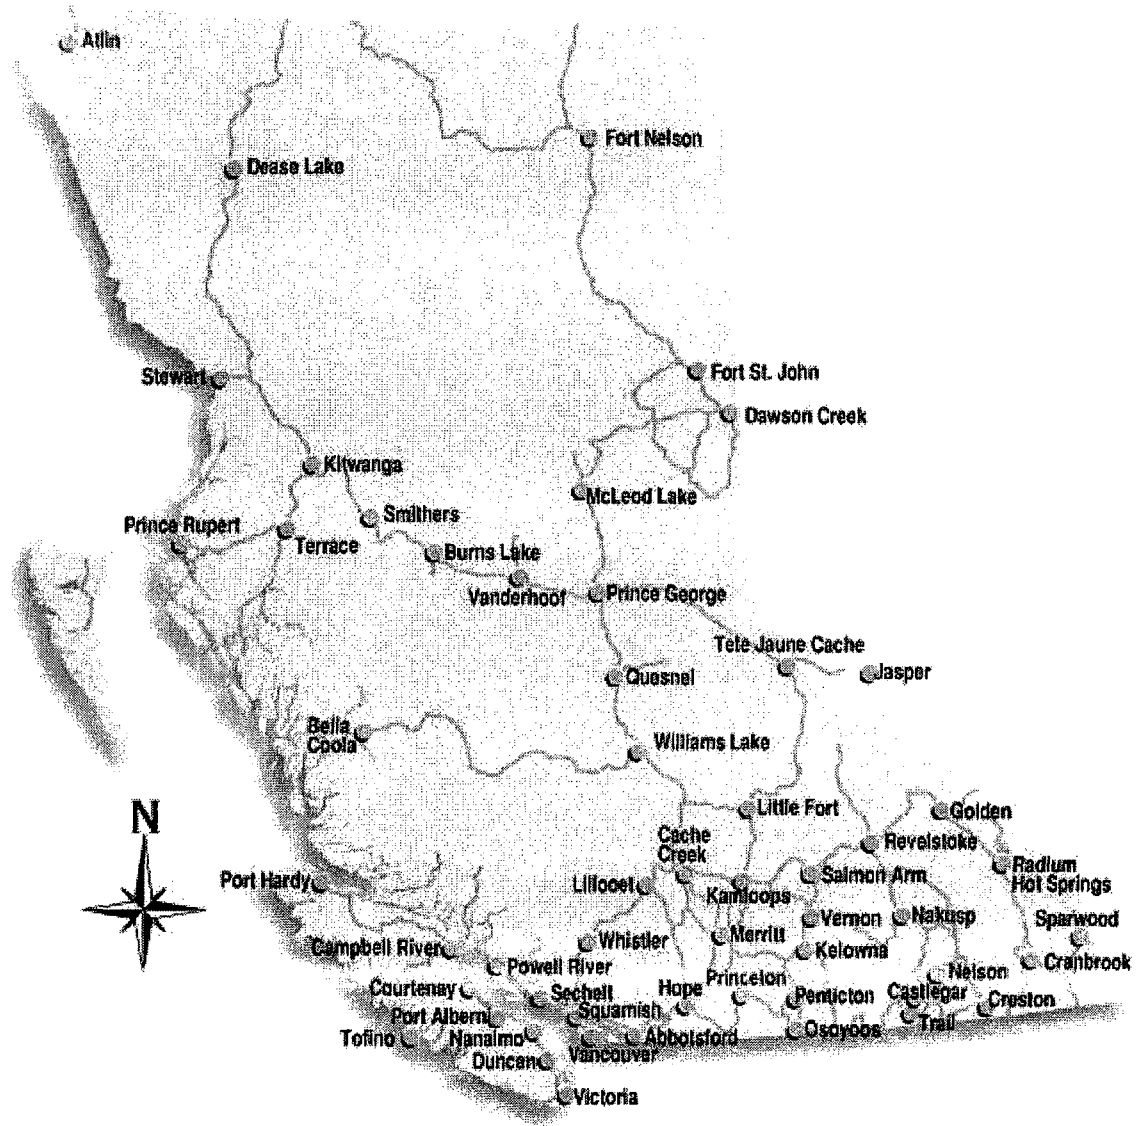 Atlin
Fort Nelson
Dease Lake
Fort St. John
Stewart
Dawson Creek
Kitwanga
McLeod Lake
Smithers
Prince Rupert
Terrace
Burns Lake
Vanderhoof
Prince George
Tete Jaune Cache
Jasper
Quesnel
Bella
Coola
Williams Lake
N
Little Fort
Golden
Cache
Creek
Revelstoke
Radium
Hot Springs
Port Hardy
Lillooet
Kamloops
Salmon Arm
Vernon
Nakusp
Sparwood
Campbell River
Whistler
Merritt
Kelowna
Cranbrook
Powell River
Princeton
Nelson
Courtenay
Sechelt
Hope
Penticton
Castlegar
Creston
Port Alberni
Squamish
Trail
Tofino
Nanaimo
Abbotsford
Osoyoos
Vancouver
Duncan
Victoria